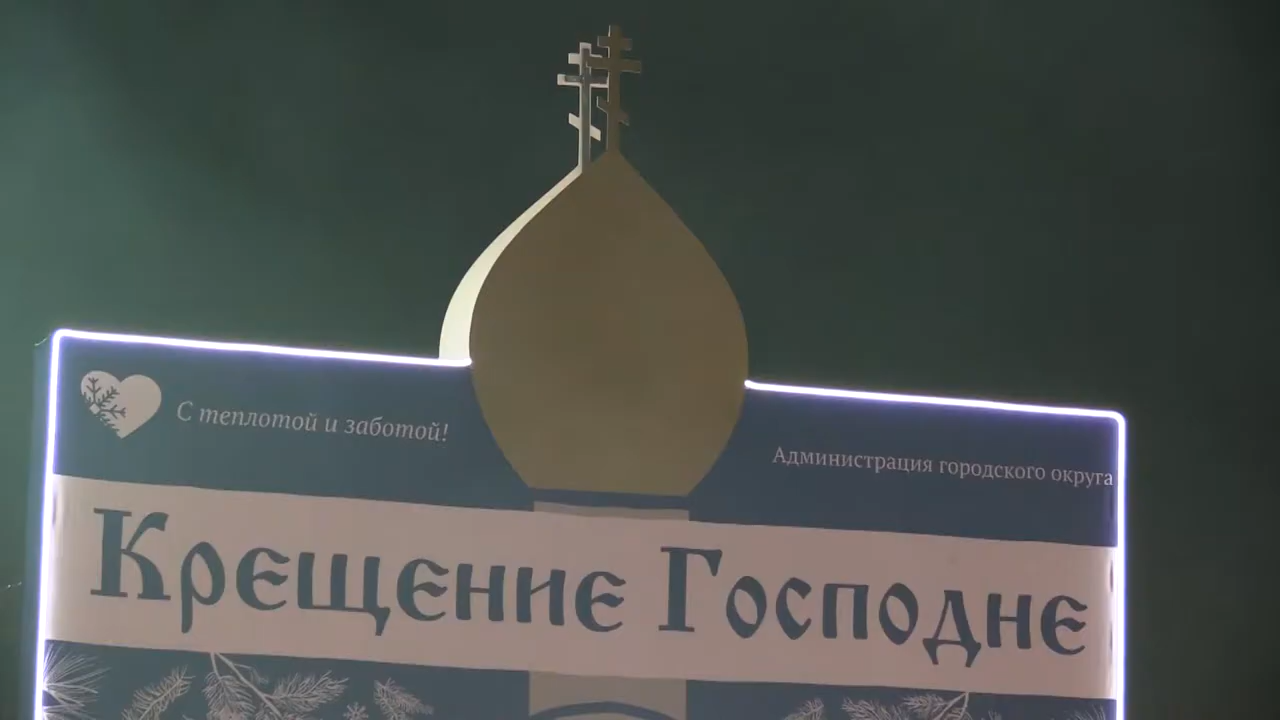 С теплотой и заботой!
Администрация городского округа
Крещение Господне